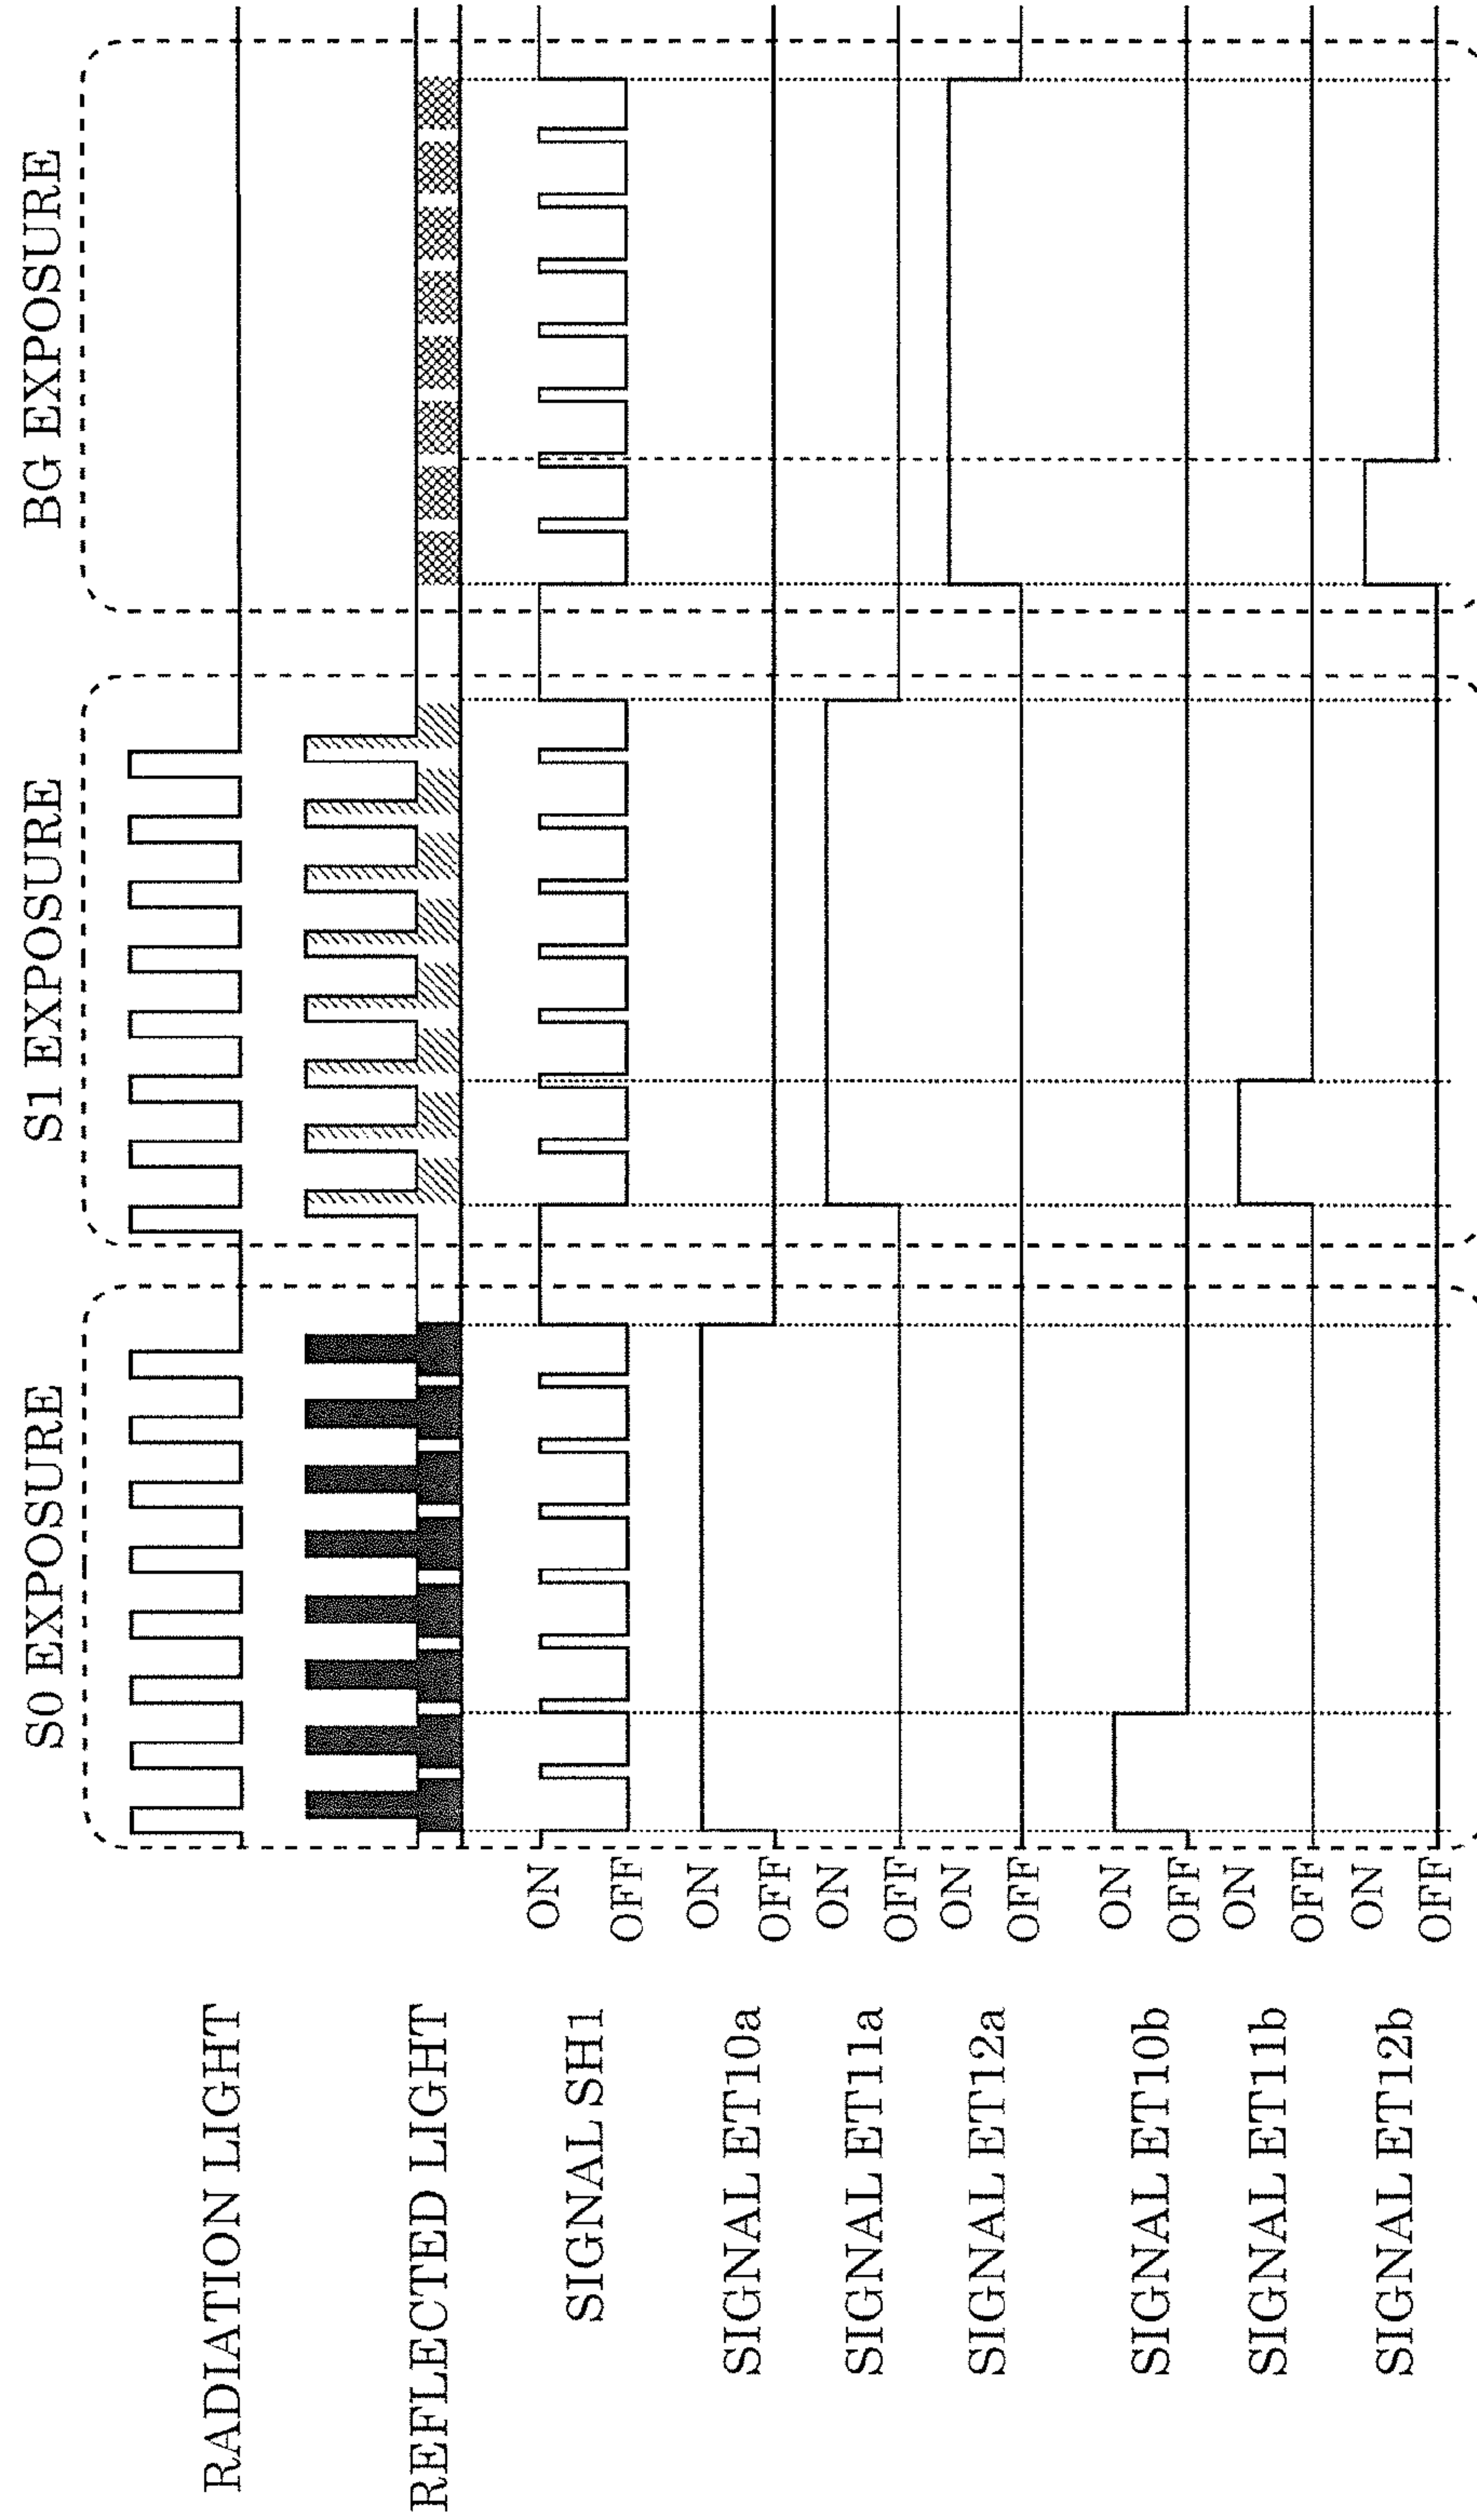 S0 EXPOSURE
S1 EXPOSURE
BG EXPOSURE
RADIATION LIGHT
REFLECTED LIGHT
SIGNAL SH1
ON
OFF
SIGNAL ET10a
ON
OFF
SIGNAL ET11a
ON
OFF
SIGNAL ET12a
ON
OFF
SIGNAL ET10b
ON
OFF
SIGNAL ET11b
ON
OFF
SIGNAL ET12b
ON
OFF